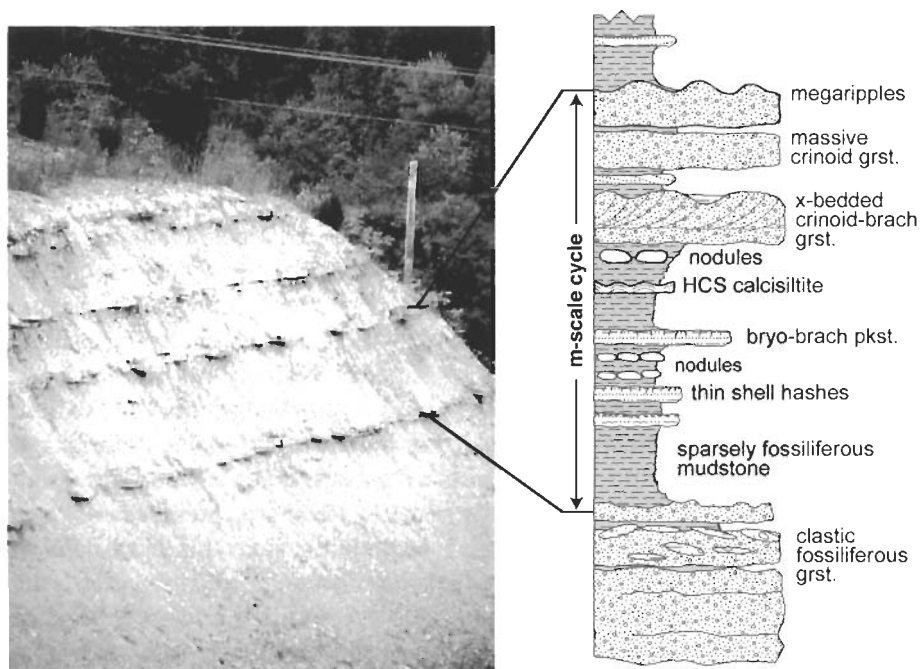 megaripples
massive
crinoid grst.
x-bedded
crinoid-brach
grst.
nodules
HCS calcisiltite
bryo-brach pkst.
nodules
thin shell hashes
sparsely fossiliferous
mudstone
clastic
fossiliferous
grst.
m-scale cycle